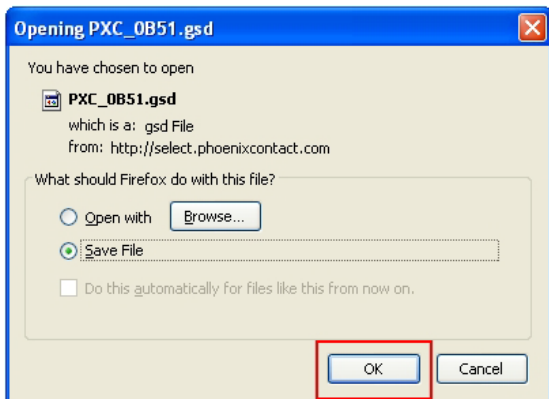 Opening PXC_0B51.gsd
You have chosen to open
PXC_0B51.gsd
which is a: gsd File
from: http://select.phoenixcontact.com
What should Firefox do with this file?
Open with Browse...
Save File
Do this automatically for files like this from now on.
OK Cancel